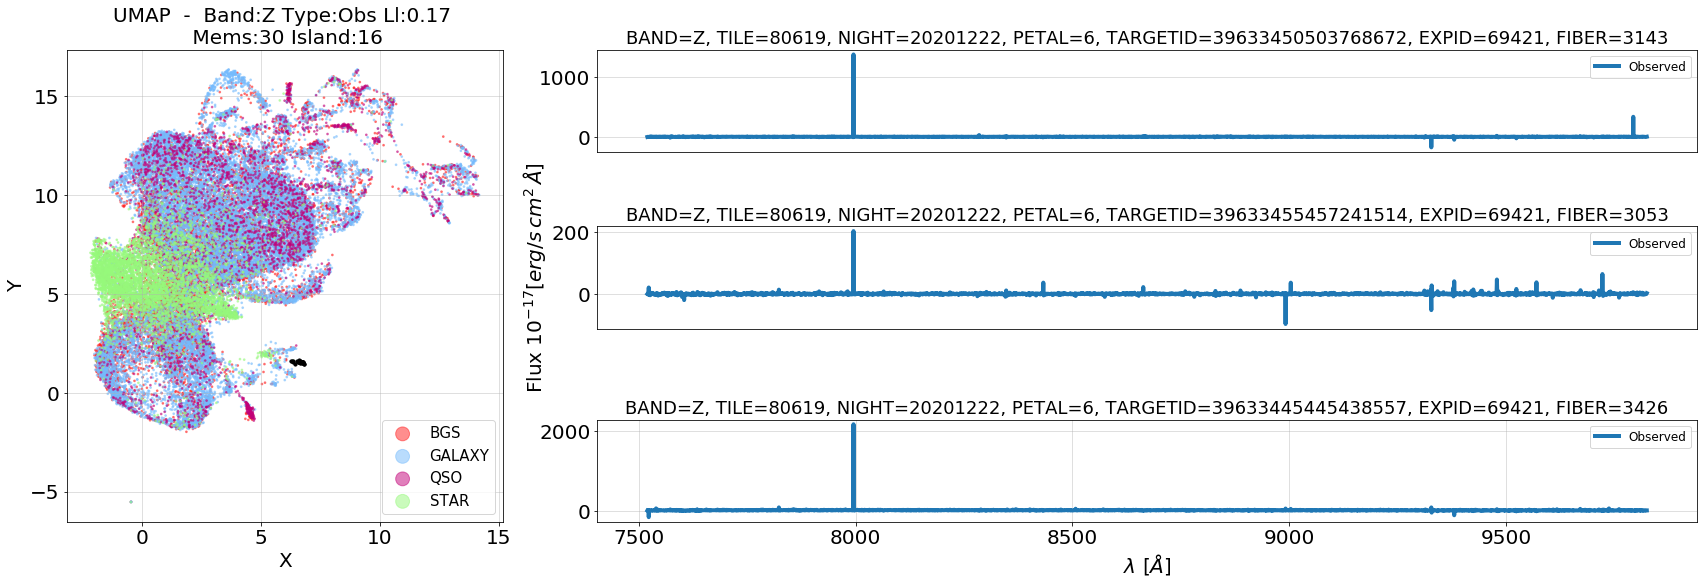 UMAP - Band:Z Type:Obs Ll:0.17
Mems:30 Island:16
Y
15
10
5
0
−5
0
5
10
15
X
BGS
GALAXY
QSO
STAR
Flux 10⁻¹⁷[erg/s cm² Å]
BAND=Z, TILE=80619, NIGHT=20201222, PETAL=6, TARGETID=39633450503768672, EXPID=69421, FIBER=3143
1000
0
Observed
BAND=Z, TILE=80619, NIGHT=20201222, PETAL=6, TARGETID=39633455457241514, EXPID=69421, FIBER=3053
200
0
Observed
BAND=Z, TILE=80619, NIGHT=20201222, PETAL=6, TARGETID=39633445445438557, EXPID=69421, FIBER=3426
2000
0
Observed
7500
8000
8500
9000
9500
λ [Å]